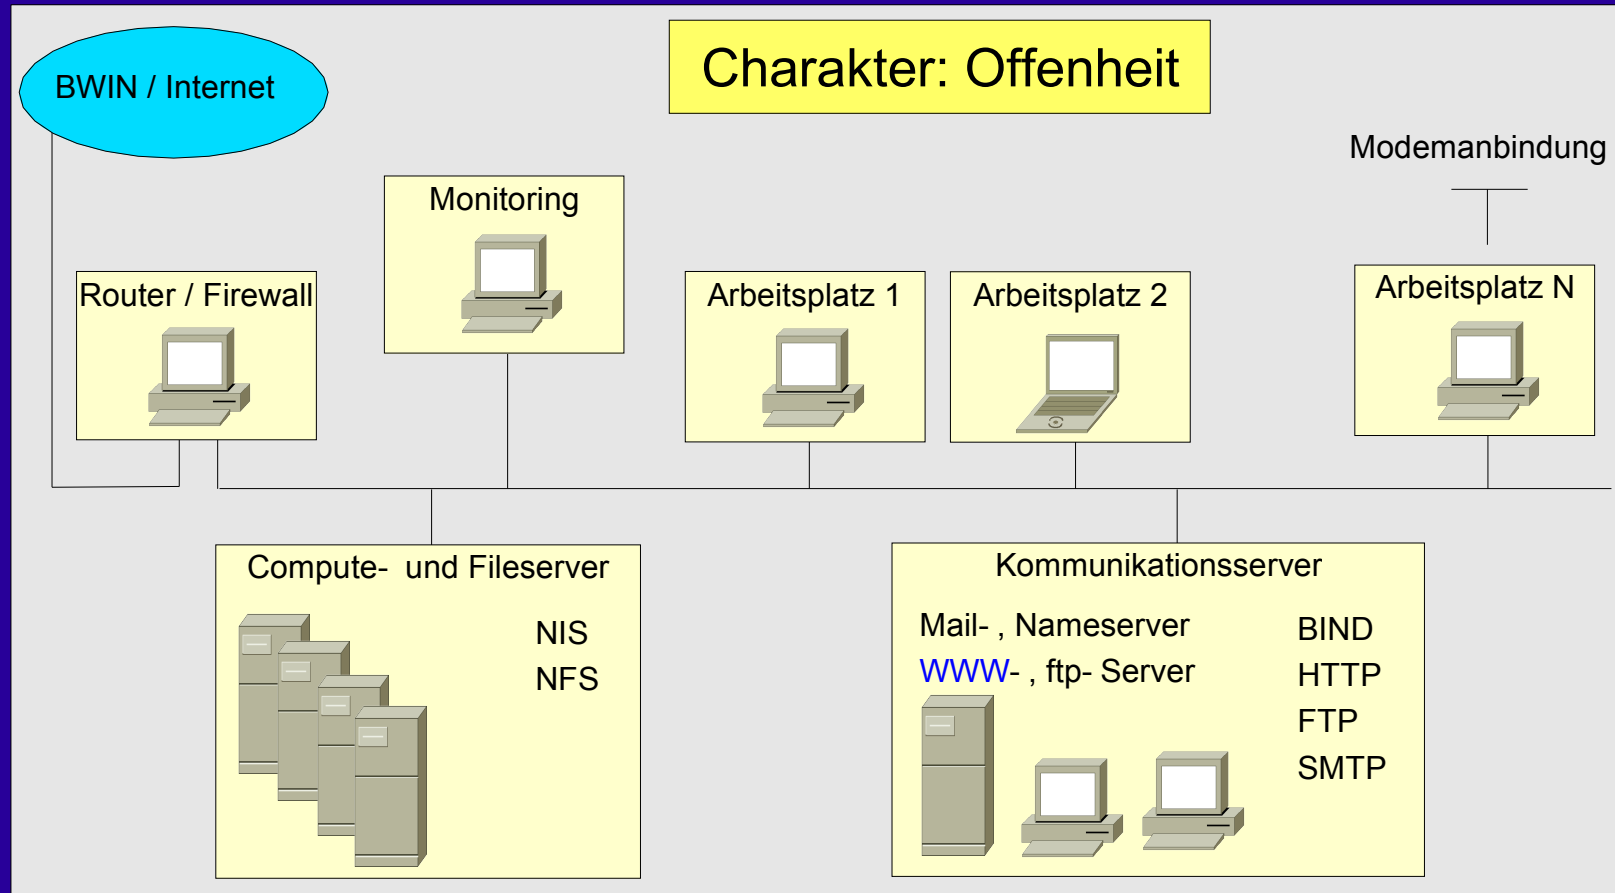 Charakter: Offenheit
BWIN / Internet
Modemanbindung
Monitoring
Router / Firewall
Arbeitsplatz 1
Arbeitsplatz 2
Arbeitsplatz N
Compute- und Fileserver
NIS
NFS
Kommunikationsserver
Mail- , Nameserver
WWW- , ftp- Server
BIND
HTTP
FTP
SMTP